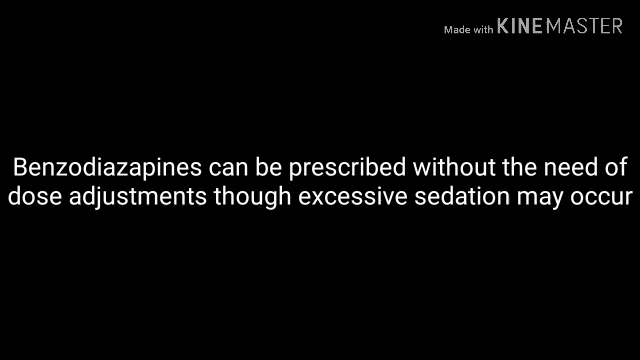 Made with KINEMASTER
Benzodiazapines can be prescribed without the need of
dose adjustments though excessive sedation may occur